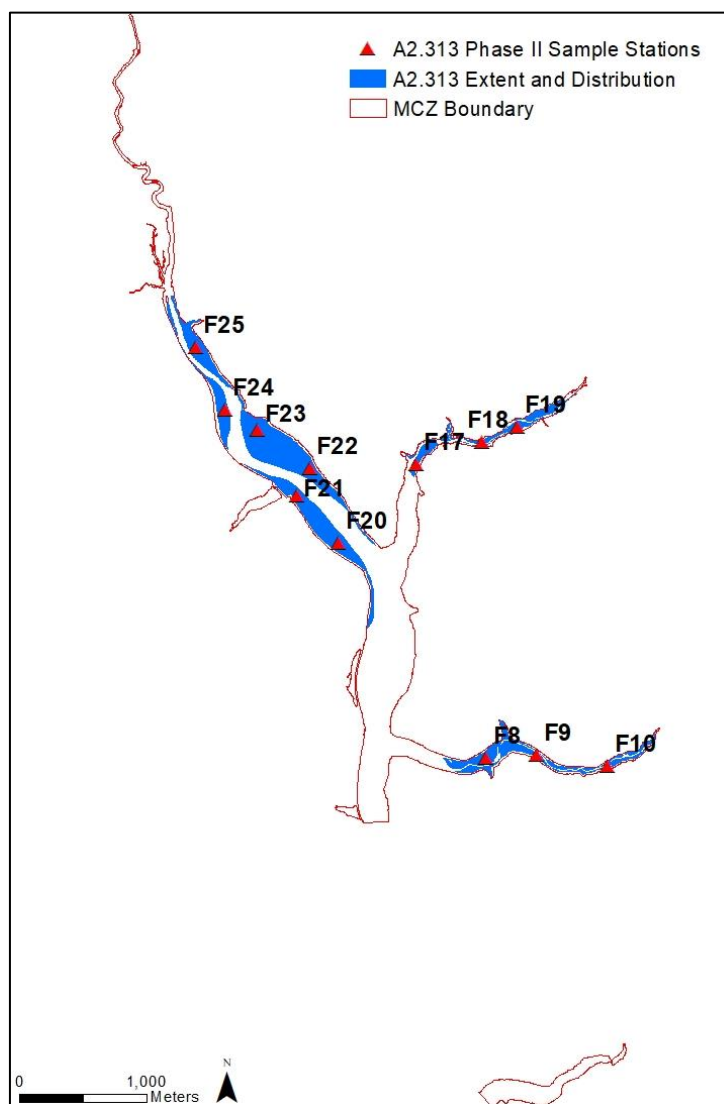 A2.313 Phase II Sample Stations
A2.313 Extent and Distribution
MCZ Boundary
F25
F24
F23
F22
F21
F20
F17
F18
F19
F8
F9
F10
N
0 1,000
Meters